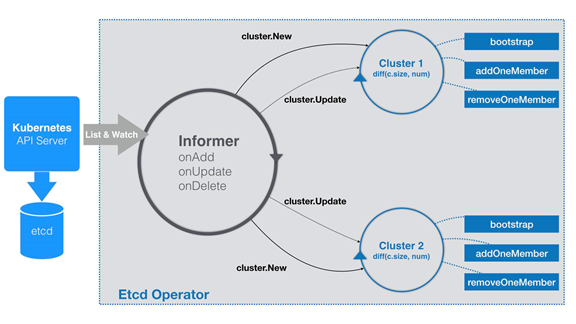 cluster.New
bootstrap
Cluster 1
diff(c.size, num)
addOneMember
cluster.Update
removeOneMember
Kubernetes
API Server
List & Watch
Informer
onAdd
onUpdate
onDelete
etcd
cluster.Update
bootstrap
Cluster 2
diff(c.size, num)
addOneMember
cluster.New
removeOneMember
Etcd Operator